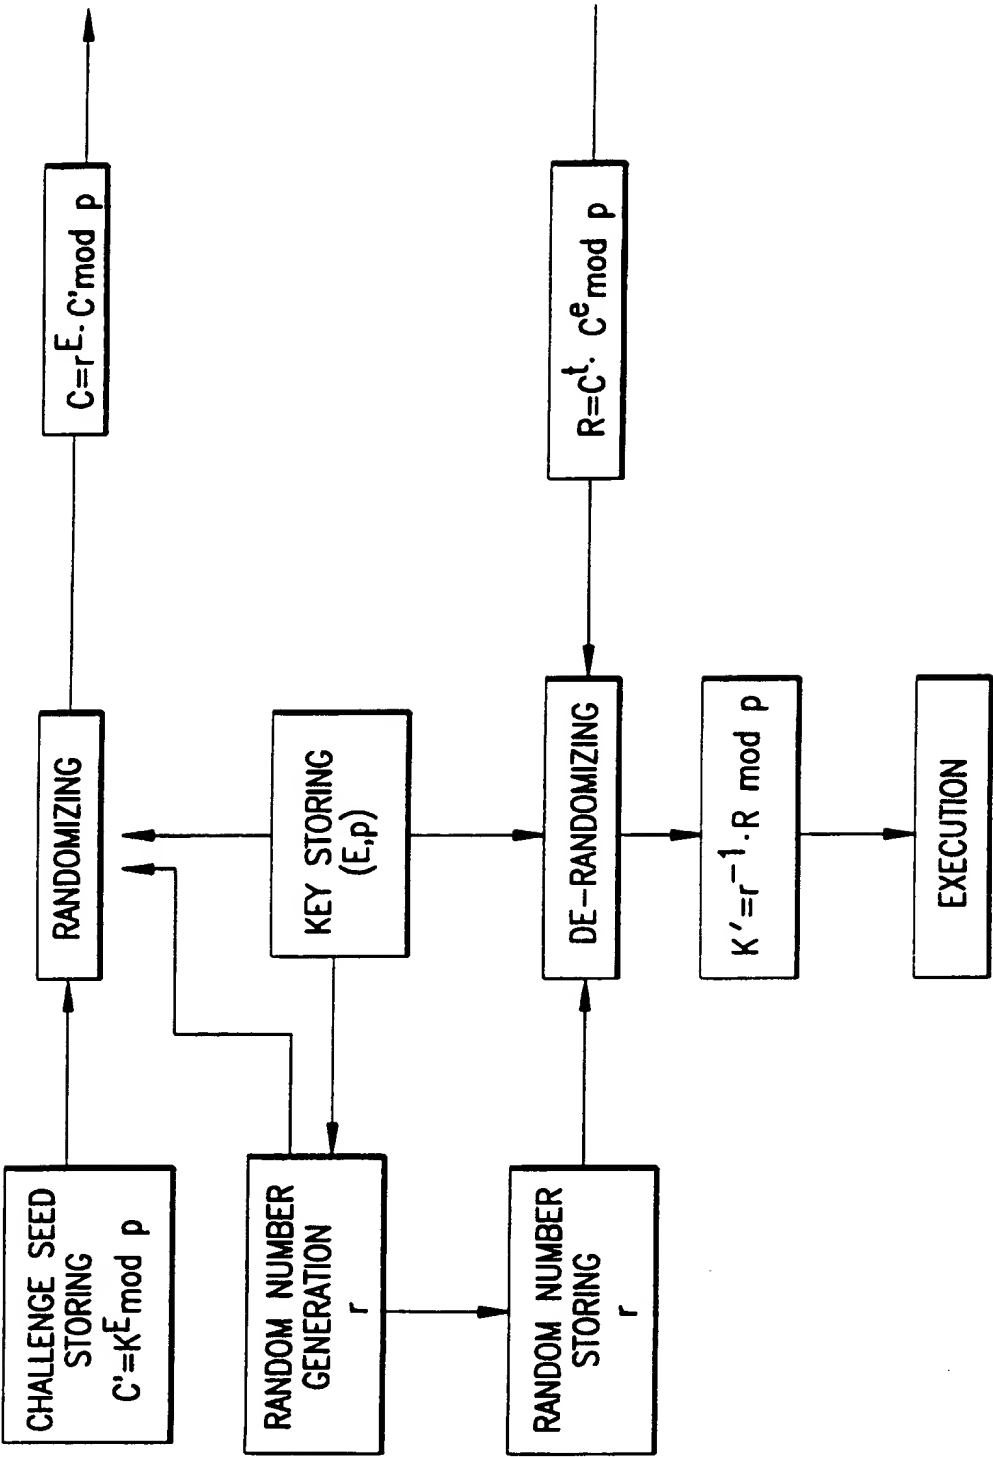 CHALLENGE SEED
STORING
C'=K^E mod p
RANDOMIZING
C=r^E· C'mod p
RANDOM NUMBER
GENERATION
r
KEY STORING
(E,p)
RANDOM NUMBER
STORING
r
DE-RANDOMIZING
R=C^t· C^e mod p
K'=r^-1·R mod p
EXECUTION